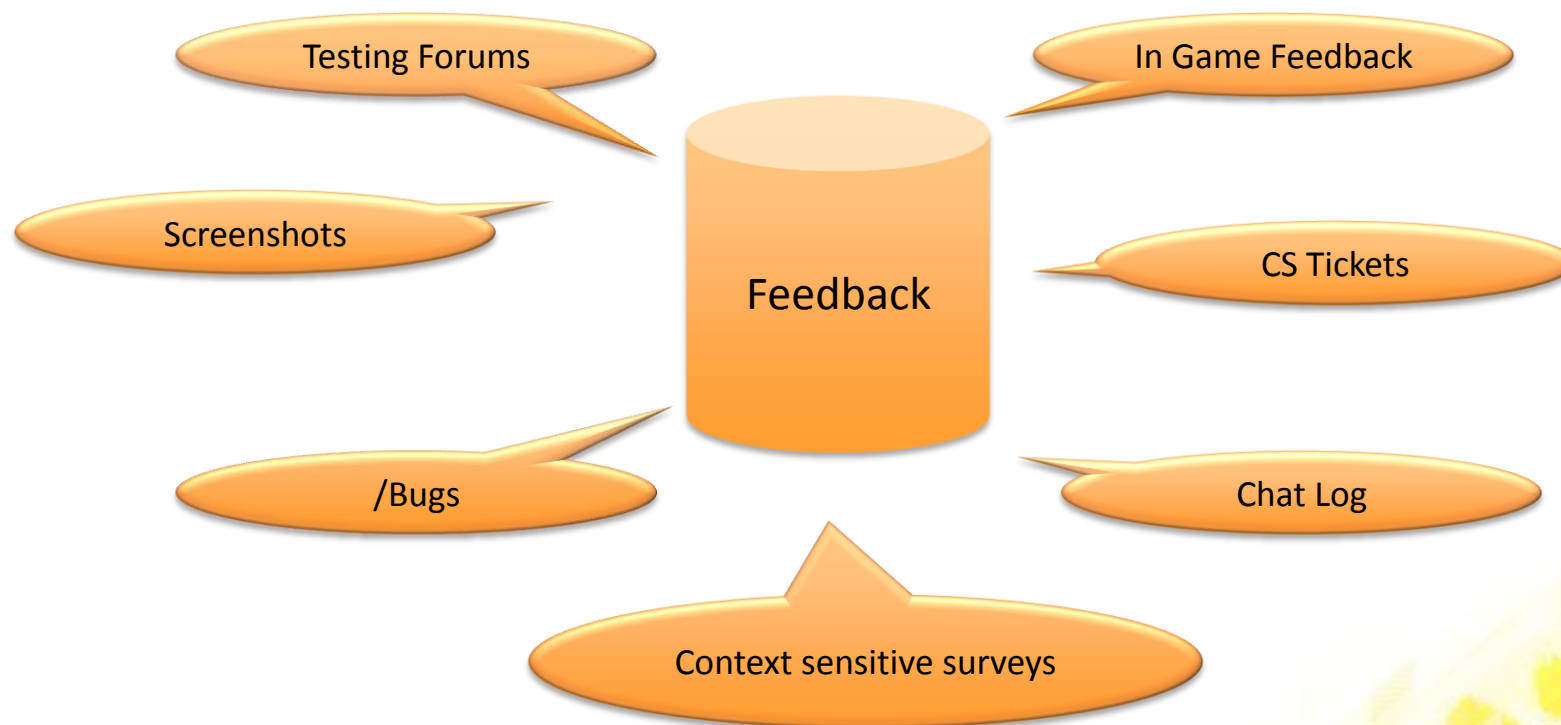 Testing Forums
In Game Feedback
Screenshots
CS Tickets
Feedback
/Bugs
Chat Log
Context sensitive surveys